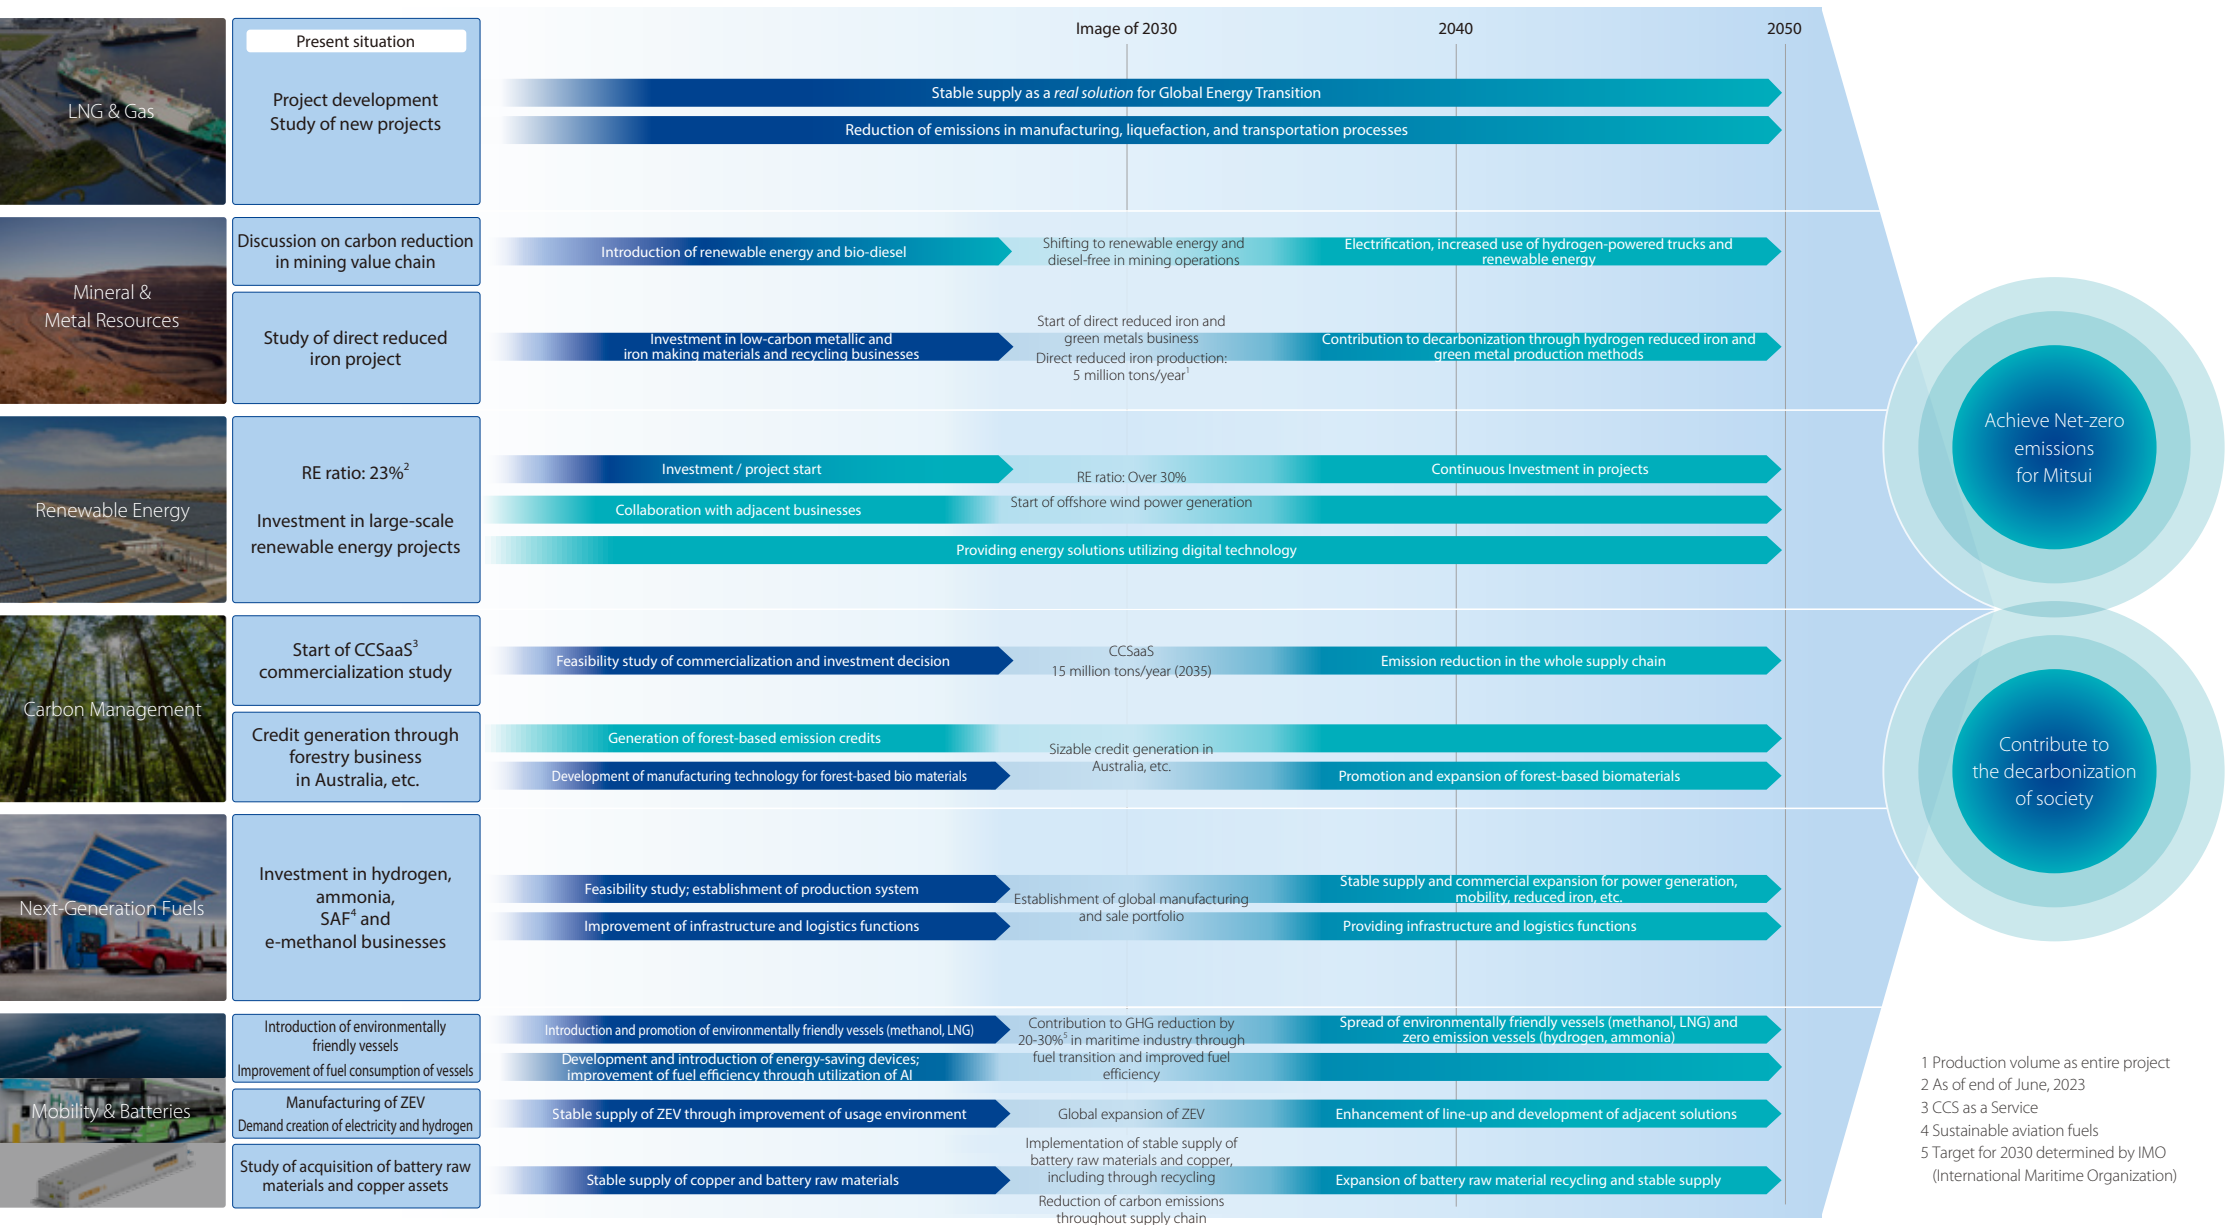 Image of 2030
2040
2050
LNG & Gas
Present situation
Project development
Study of new projects
Stable supply as a real solution for Global Energy Transition
Reduction of emissions in manufacturing, liquefaction, and transportation processes
Mineral &
Metal Resources
Discussion on carbon reduction
in mining value chain
Introduction of renewable energy and bio-diesel
Shifting to renewable energy and
diesel-free in mining operations
Electrification, increased use of hydrogen-powered trucks and
renewable energy
Study of direct reduced
iron project
Investment in low-carbon metallic and
iron making materials and recycling businesses
Start of direct reduced iron and
green metals business
Direct reduced iron production:
5 million tons/year1
Contribution to decarbonization through hydrogen reduced iron and
green metal production methods
Renewable Energy
RE ratio: 23%2
Investment in large-scale
renewable energy projects
Investment / project start
RE ratio: Over 30%
Continuous Investment in projects
Collaboration with adjacent businesses
Start of offshore wind power generation
Providing energy solutions utilizing digital technology
Carbon Management
Start of CCSaaS3
commercialization study
Feasibility study of commercialization and investment decision
CCSaaS
15 million tons/year (2035)
Emission reduction in the whole supply chain
Credit generation through
forestry business
in Australia, etc.
Generation of forest-based emission credits
Sizable credit generation in
Australia, etc.
Development of manufacturing technology for forest-based bio materials
Promotion and expansion of forest-based biomaterials
Next-Generation Fuels
Investment in hydrogen,
ammonia,
SAF4 and
e-methanol businesses
Feasibility study; establishment of production system
Establishment of global manufacturing
and sale portfolio
Stable supply and commercial expansion for power generation,
mobility, reduced iron, etc.
Improvement of infrastructure and logistics functions
Providing infrastructure and logistics functions
Mobility & Batteries
Introduction of environmentally
friendly vessels
Improvement of fuel consumption of vessels
Introduction and promotion of environmentally friendly vessels (methanol, LNG)
Development and introduction of energy-saving devices;
improvement of fuel efficiency through utilization of AI
Contribution to GHG reduction by
20-30%5 in maritime industry through
fuel transition and improved fuel
efficiency
Spread of environmentally friendly vessels (methanol, LNG) and
zero emission vessels (hydrogen, ammonia)
Manufacturing of ZEV
Demand creation of electricity and hydrogen
Stable supply of ZEV through improvement of usage environment
Global expansion of ZEV
Enhancement of line-up and development of adjacent solutions
Study of acquisition of battery raw
materials and copper assets
Stable supply of copper and battery raw materials
Implementation of stable supply of
battery raw materials and copper,
including through recycling
Reduction of carbon emissions
throughout supply chain
Expansion of battery raw material recycling and stable supply
Achieve Net-zero
emissions
for Mitsui
Contribute to
the decarbonization
of society
1 Production volume as entire project
2 As of end of June, 2023
3 CCS as a Service
4 Sustainable aviation fuels
5 Target for 2030 determined by IMO
(International Maritime Organization)